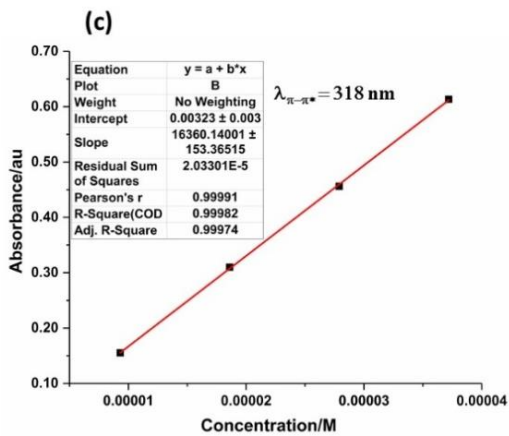 (c)
0.70
0.60
0.50
0.40
0.30
0.20
0.10
Absorbance/au
Equation y = a + b*x
Plot B
Weight No Weighting
Intercept 0.00323 ± 0.003
Slope 16360.14001 ±
153.36515
Residual Sum
of Squares 2.03301E-5
Pearson's r 0.99991
R-Square(COD 0.99982
Adj. R-Square 0.99974
λπ−π* = 318 nm
0.00001 0.00002 0.00003 0.00004
Concentration/M